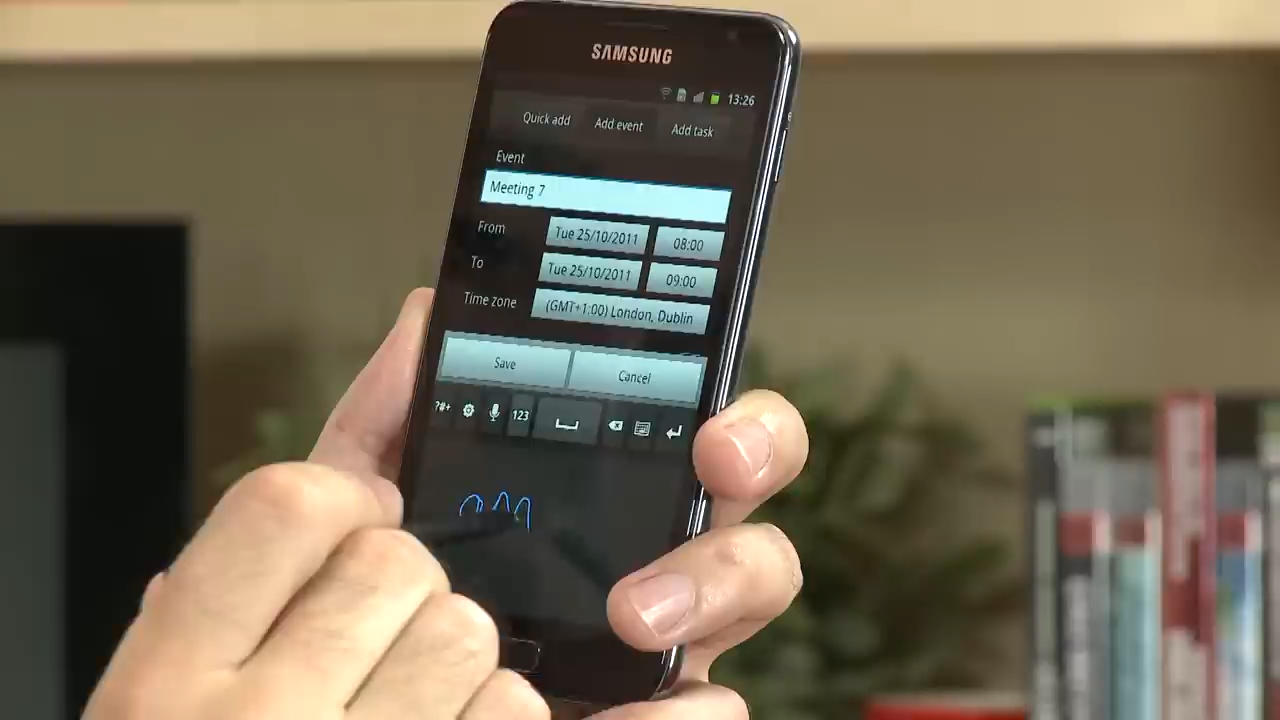 SAMSUNG
13:26
Quick add Add event Add task
Event
Meeting 7
From Tue 25/10/2011 08:00
To Tue 25/10/2011 09:00
Time zone (GMT+1:00) London, Dublin
Save Cancel
?#+ 123
am